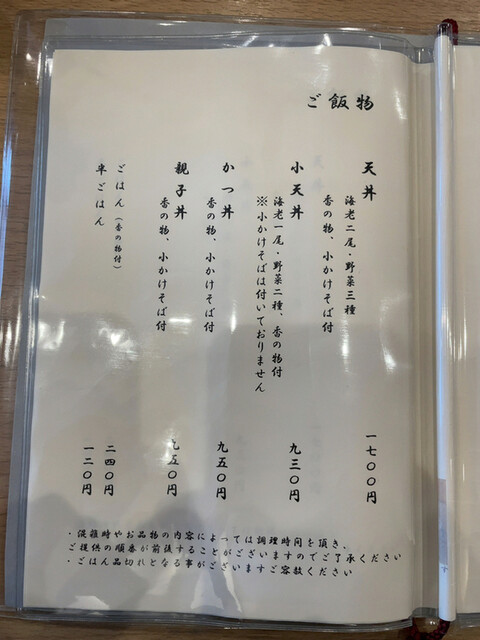 ご飯物
天丼
海老二尾・野菜三種
香の物、小かけそば付
一七〇〇円
小天丼
海老一尾・野菜二種、香の物付
※小かけそばは付いておりません
九三〇円
かつ丼
香の物、小かけそば付
九五〇円
親子丼
香の物、小かけそば付
九五〇円
ごはん（香の物付）
二四〇円
半ごはん
一二〇円
・混雑時やお品物の内容によっては調理時間を頂き、
ご提供の順番が前後することがございますのでご了承ください
・ごはん品切れとなる事がございますご容赦ください